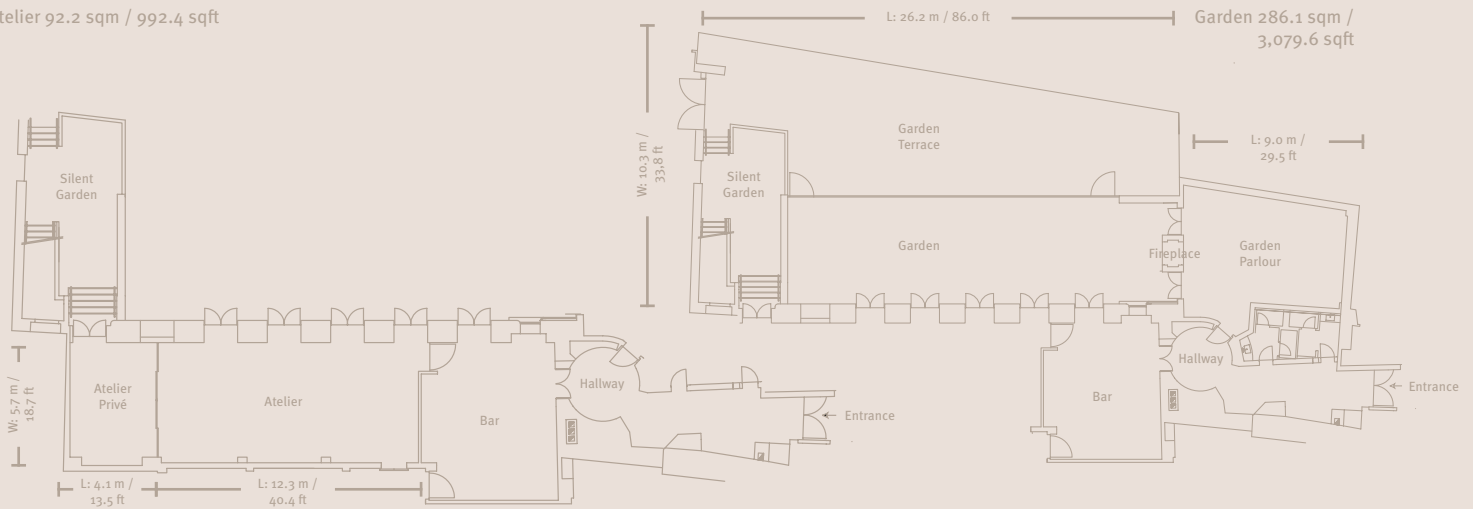 telier 92.2 sqm / 992.4 sqft
Silent
Garden
W: 5.7 m /
18.7 ft
Atelier
Privé
Atelier
Bar
Hallway
Entrance
L: 4.1 m /
13.5 ft
L: 12.3 m /
40.4 ft
L: 26.2 m / 86.0 ft
Garden 286.1 sqm /
3,079.6 sqft
W: 10.3 m /
33,8 ft
Garden
Terrace
L: 9.0 m /
29.5 ft
Silent
Garden
Garden
Fireplace
Garden
Parlour
Hallway
Bar
Entrance